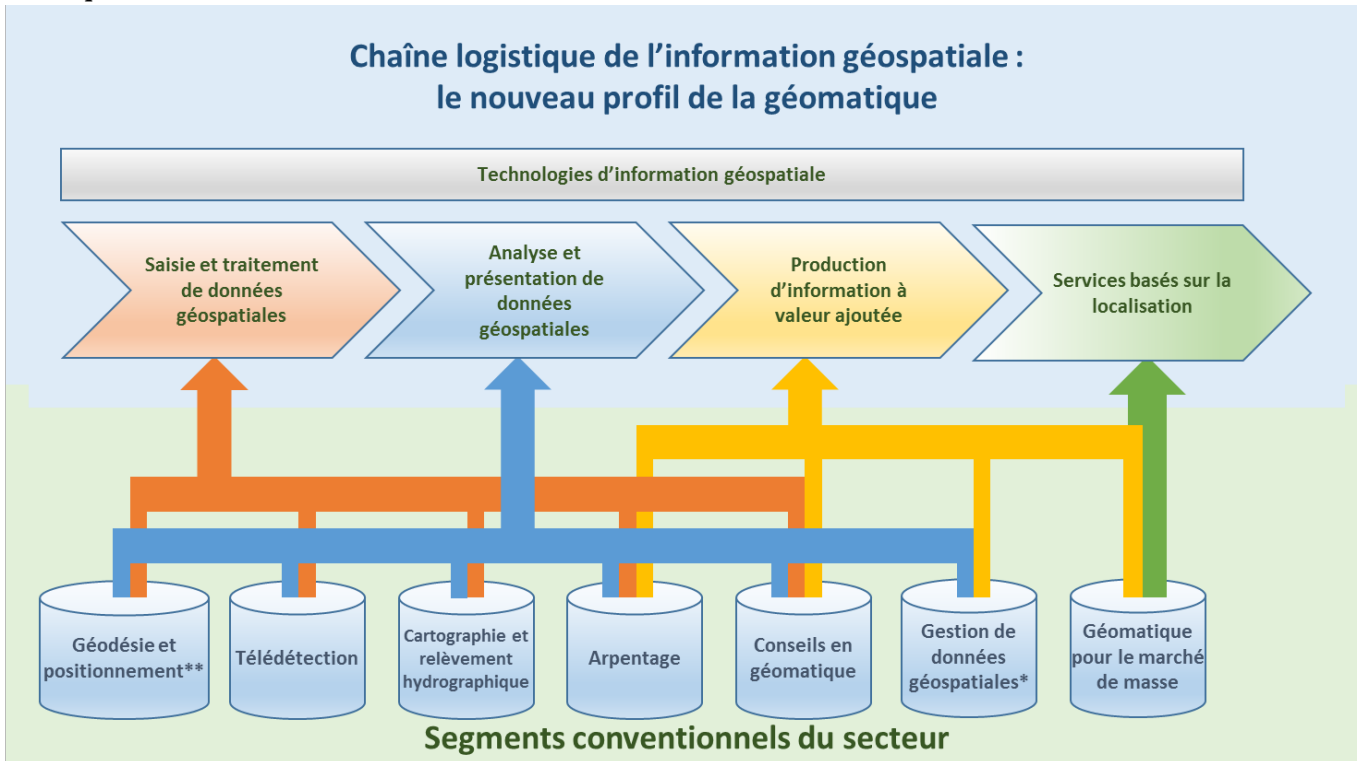 Chaîne logistique de l’information géospatiale :
le nouveau profil de la géomatique
Technologies d’information géospatiale
Saisie et traitement
de données
géospatiales
Analyse et
présentation de
données
géospatiales
Production
d’information à
valeur ajoutée
Services basés sur la
localisation
Géodésie et
positionnement**
Télédétection
Cartographie et
relèvement
hydrographique
Arpentage
Conseils en
géomatique
Gestion de
données
géospatiales*
Géomatique
pour le marché
de masse
Segments conventionnels du secteur